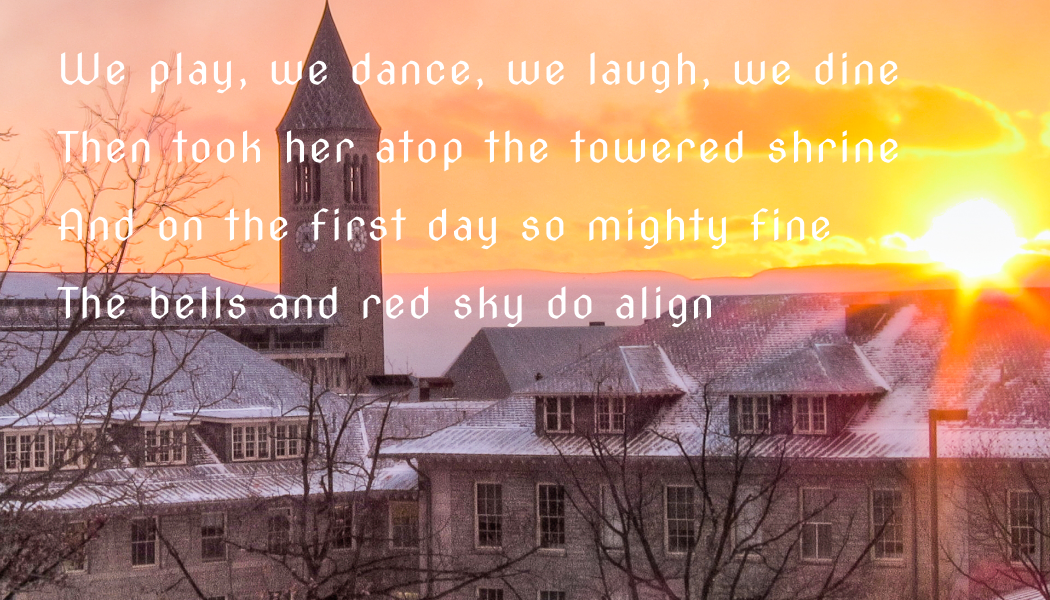 We play, we dance, we laugh, we dine
Then took her atop the towered shrine
And on the first day so mighty fine
The bells and red sky do align